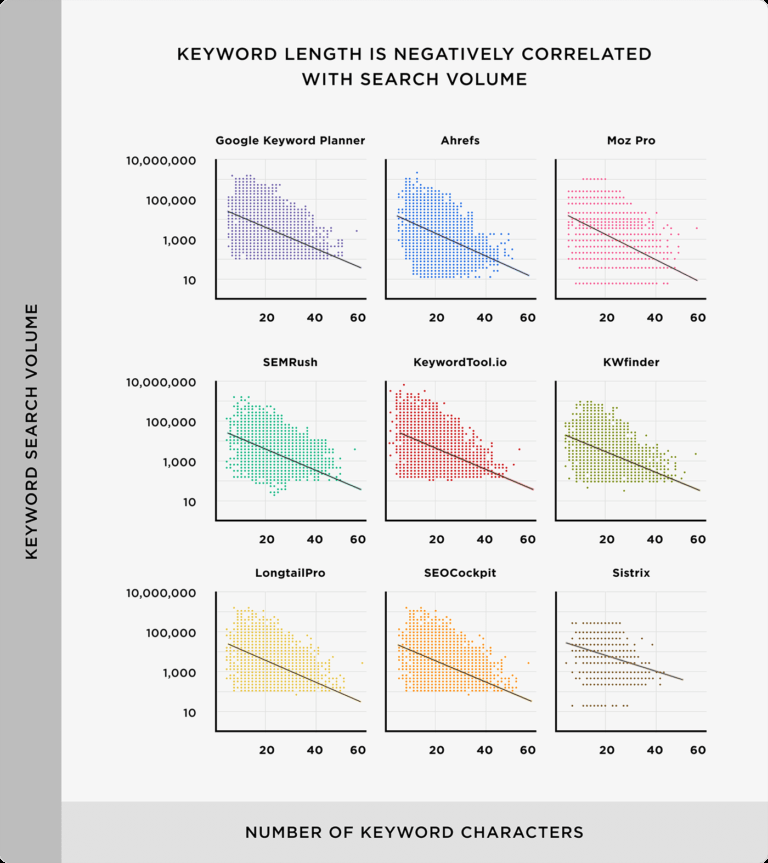 KEYWORD LENGTH IS NEGATIVELY CORRELATED
WITH SEARCH VOLUME
KEYWORD SEARCH VOLUME
Google Keyword Planner
Ahrefs
Moz Pro
10,000,000
100,000
1,000
10
20 40 60
20 40 60
20 40 60
SEMRush
KeywordTool.io
KWfinder
10,000,000
100,000
1,000
10
20 40 60
20 40 60
20 40 60
LongtailPro
SEOCockpit
Sistrix
10,000,000
100,000
1,000
10
20 40 60
20 40 60
20 40 60
NUMBER OF KEYWORD CHARACTERS